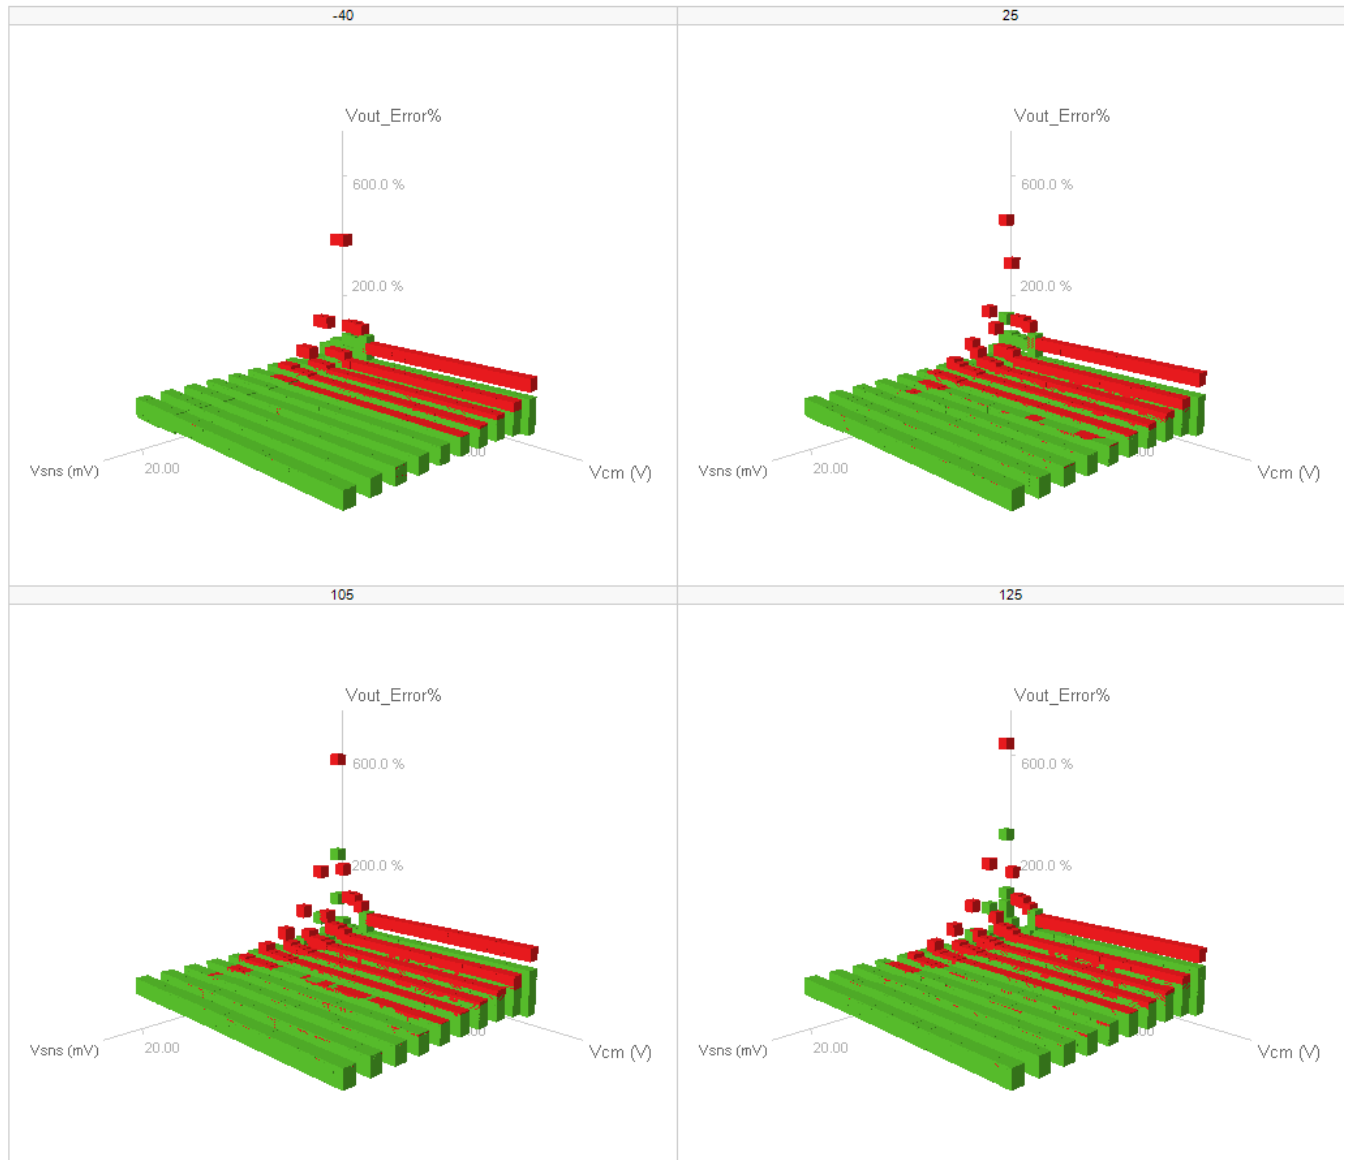 -40
25
Vout_Error%
Vout_Error%
600.0 %
600.0 %
200.0 %
200.0 %
Vsns (mV)
20.00
Vcm (V)
Vsns (mV)
20.00
Vcm (V)
105
125
Vout_Error%
Vout_Error%
600.0 %
600.0 %
200.0 %
200.0 %
Vsns (mV)
20.00
Vcm (V)
Vsns (mV)
20.00
Vcm (V)